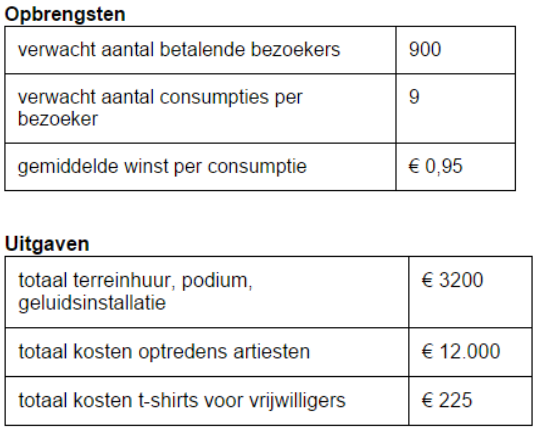 Opbrengsten
verwacht aantal betalende bezoekers 900
verwacht aantal consumpties per 9
bezoeker
gemiddelde winst per consumptie € 0,95
Uitgaven
totaal terreinhuur, podium, € 3200
geluidsinstallatie
totaal kosten optredens artiesten € 12.000
totaal kosten t-shirts voor vrijwilligers € 225